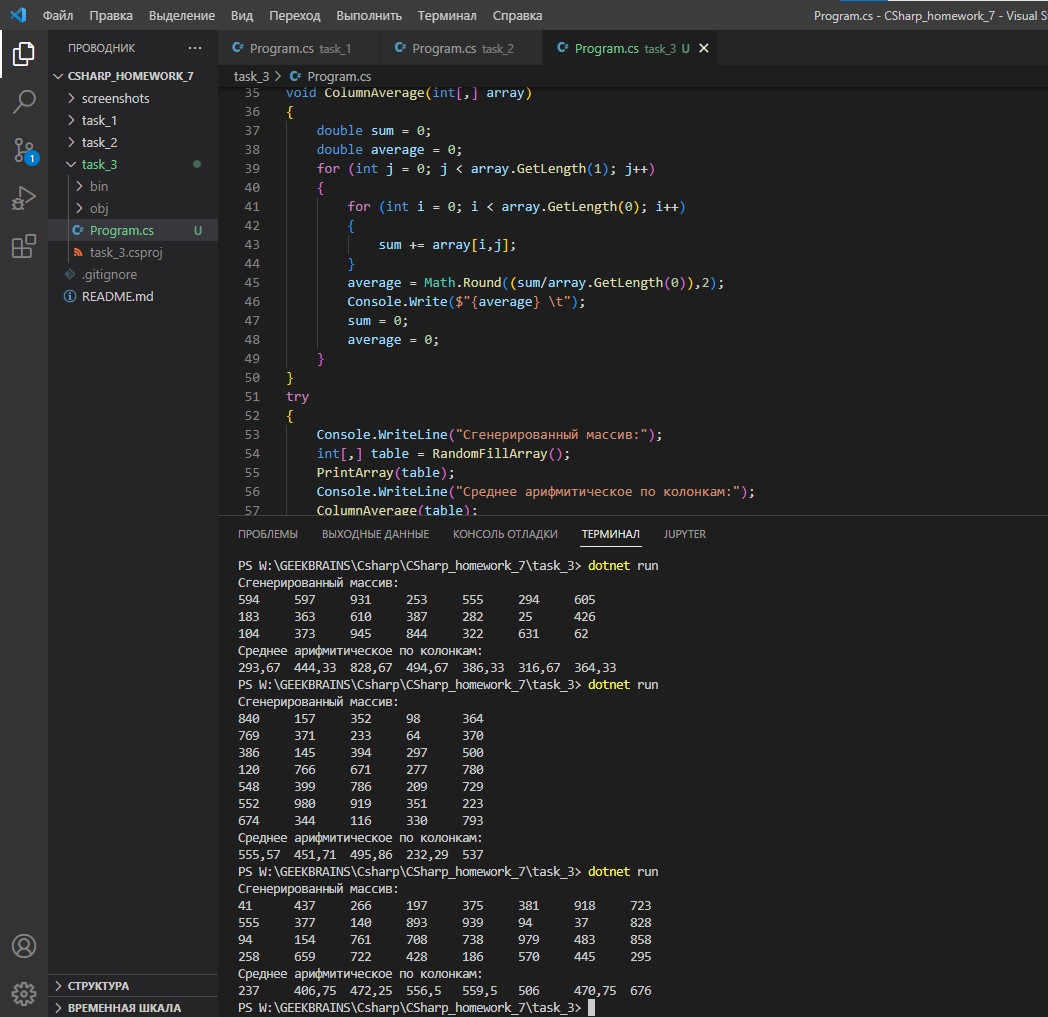 Файл Правка Выделение Вид Переход Выполнить Терминал Справка Program.cs - CSharp_homework_7 - Visual S
ПРОВОДНИК ···
CSHARP_HOMEWORK_7
screenshots
task_1
task_2
task_3
bin
obj
Program.cs U
task_3.csproj
.gitignore
README.md
1
СТРУКТУРА
ВРЕМЕННАЯ ШКАЛА
Program.cs task_1 Program.cs task_2 Program.cs task_3 U
task_3 > Program.cs
35 void ColumnAverage(int[,] array)
36 {
37 double sum = 0;
38 double average = 0;
39 for (int j = 0; j < array.GetLength(1); j++)
40 {
41 for (int i = 0; i < array.GetLength(0); i++)
42 {
43 sum += array[i,j];
44 }
45 average = Math.Round((sum/array.GetLength(0)),2);
46 Console.Write($"{average} \t");
47 sum = 0;
48 average = 0;
49 }
50 }
51 try
52 {
53 Console.WriteLine("Сгенерированный массив:");
54 int[,] table = RandomFillArray();
55 PrintArray(table);
56 Console.WriteLine("Среднее арифмитическое по колонкам:");
57 ColumnAverage(table);
ПРОБЛЕМЫ ВЫХОДНЫЕ ДАННЫЕ КОНСОЛЬ ОТЛАДКИ ТЕРМИНАЛ JUPYTER
PS W:\GEEKBRAINS\Csharp\CSharp_homework_7\task_3> dotnet run
Сгенерированный массив:
594 597 931 253 555 294 605
183 363 610 387 282 25 426
104 373 945 844 322 631 62
Среднее арифмитическое по колонкам:
293,67 444,33 828,67 494,67 386,33 316,67 364,33
PS W:\GEEKBRAINS\Csharp\CSharp_homework_7\task_3> dotnet run
Сгенерированный массив:
840 157 352 98 364
769 371 233 64 370
386 145 394 297 500
120 766 671 277 780
548 399 786 209 729
552 980 919 351 223
674 344 116 330 793
Среднее арифмитическое по колонкам:
555,57 451,71 495,86 232,29 537
PS W:\GEEKBRAINS\Csharp\CSharp_homework_7\task_3> dotnet run
Сгенерированный массив:
41 437 266 197 375 381 918 723
555 377 140 893 939 94 37 828
94 154 761 708 738 979 483 858
258 659 722 428 186 570 445 295
Среднее арифмитическое по колонкам:
237 406,75 472,25 556,5 559,5 506 470,75 676
PS W:\GEEKBRAINS\Csharp\CSharp_homework_7\task_3>